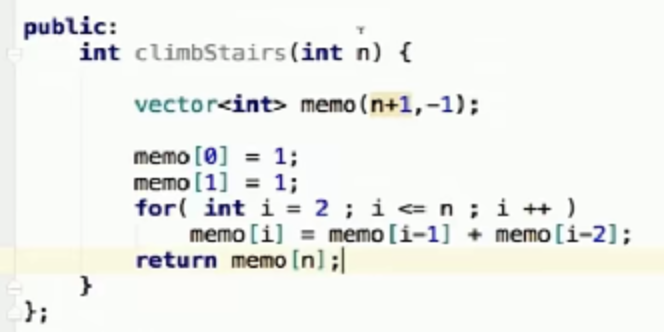 public:
int climbStairs(int n) {
vector<int> memo(n+1,-1);
memo[0] = 1;
memo[1] = 1;
for( int i = 2 ; i <= n ; i ++ )
memo[i] = memo[i-1] + memo[i-2];
return memo[n];
}
};